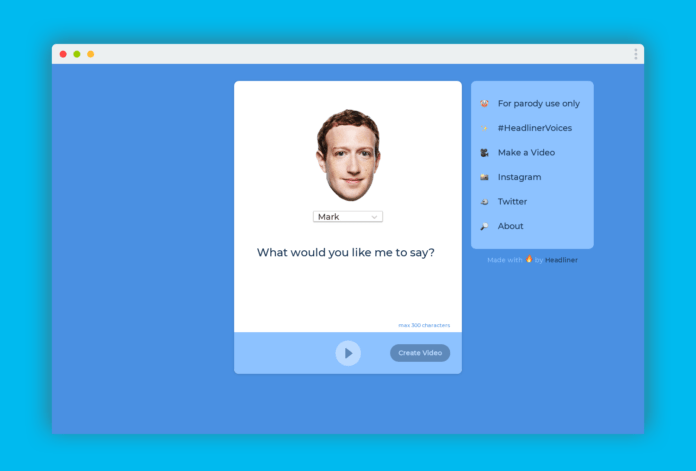 For parody use only
#HeadlinerVoices
Make a Video
Instagram
Twitter
About
Made with 🔥 by Headliner
Mark
What would you like me to say?
max 300 characters
Create Video